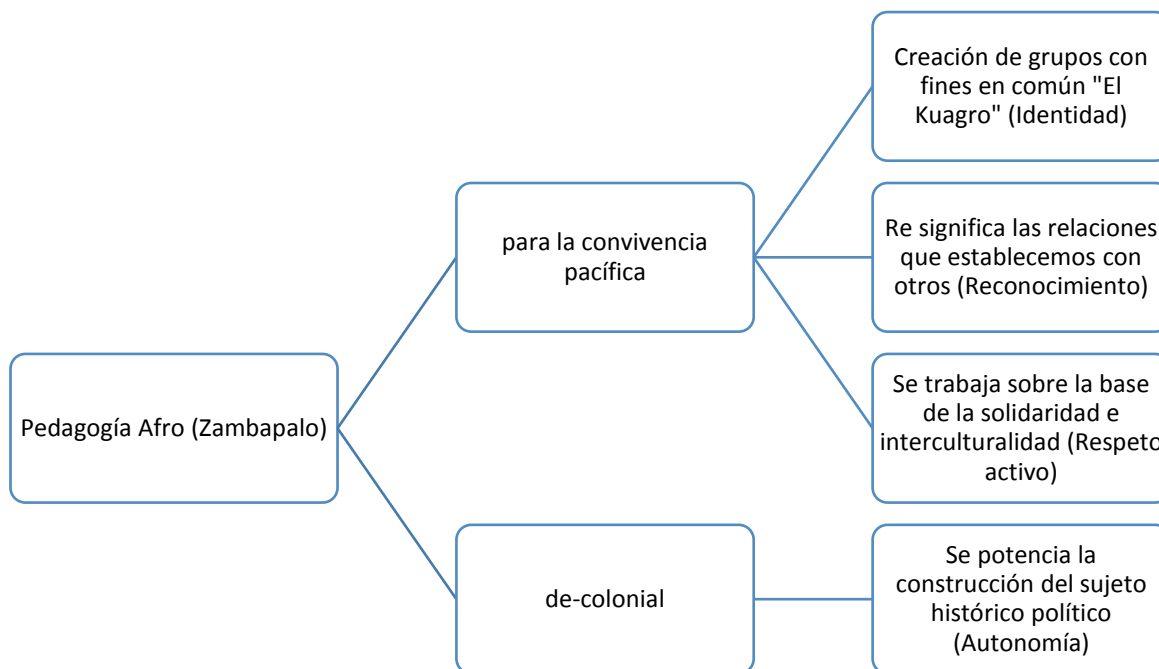 Pedagogía Afro (Zambapalo)
para la convivencia
pacífica
Creación de grupos con
fines en común "El
Kuagro" (Identidad)
Re significa las relaciones
que establecemos con
otros (Reconocimiento)
Se trabaja sobre la base
de la solidaridad e
interculturalidad (Respeto
activo)
de-colonial
Se potencia la
construcción del sujeto
histórico político
(Autonomía)